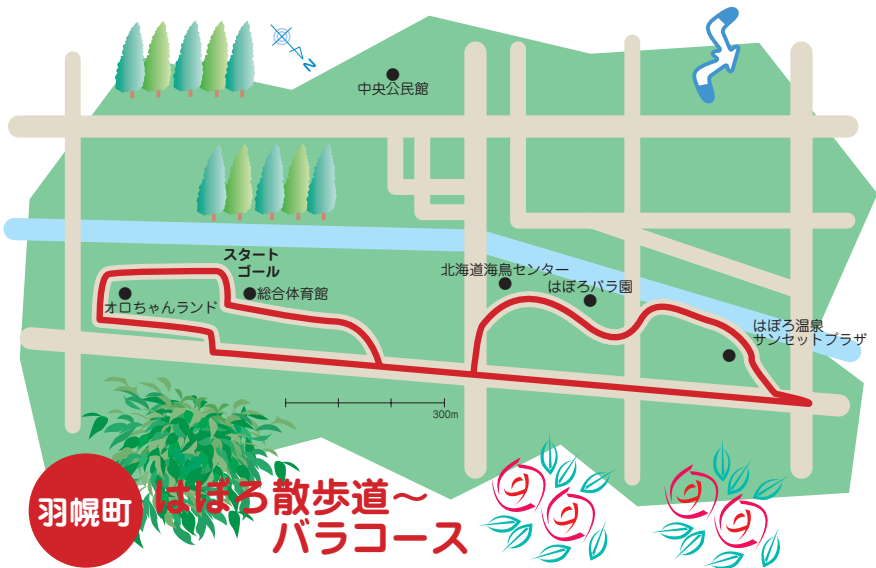 N
中央公民館
スタート
ゴール
総合体育館
オロちゃんランド
北海道海鳥センター
はぼろバラ園
はぼろ温泉
サンセットプラザ
300m
羽幌町
はぼろ散歩道～
バラコース